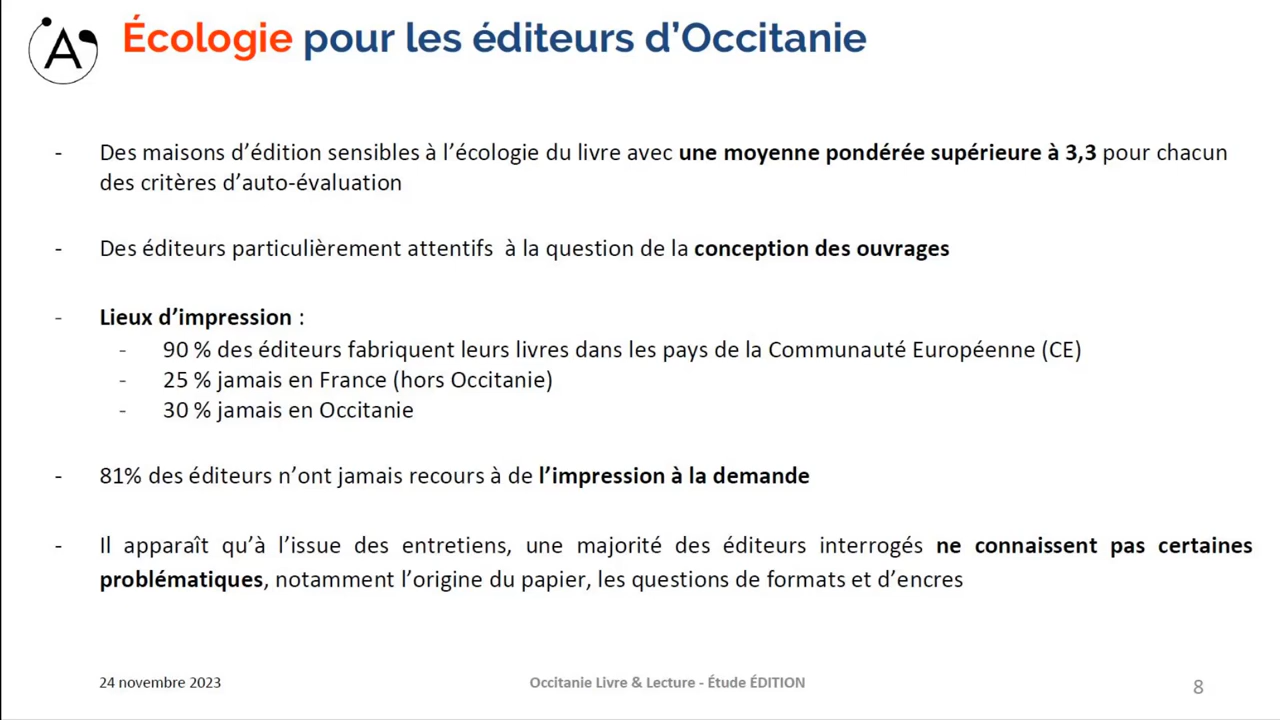 A
Écologie pour les éditeurs d’Occitanie
- Des maisons d’édition sensibles à l’écologie du livre avec une moyenne pondérée supérieure à 3,3 pour chacun
des critères d’auto-évaluation
- Des éditeurs particulièrement attentifs à la question de la conception des ouvrages
- Lieux d’impression :
- 90 % des éditeurs fabriquent leurs livres dans les pays de la Communauté Européenne (CE)
- 25 % jamais en France (hors Occitanie)
- 30 % jamais en Occitanie
- 81% des éditeurs n’ont jamais recours à de l’impression à la demande
- Il apparaît qu’à l’issue des entretiens, une majorité des éditeurs interrogés ne connaissent pas certaines
problématiques, notamment l’origine du papier, les questions de formats et d’encres
24 novembre 2023
Occitanie Livre & Lecture - Étude ÉDITION
8